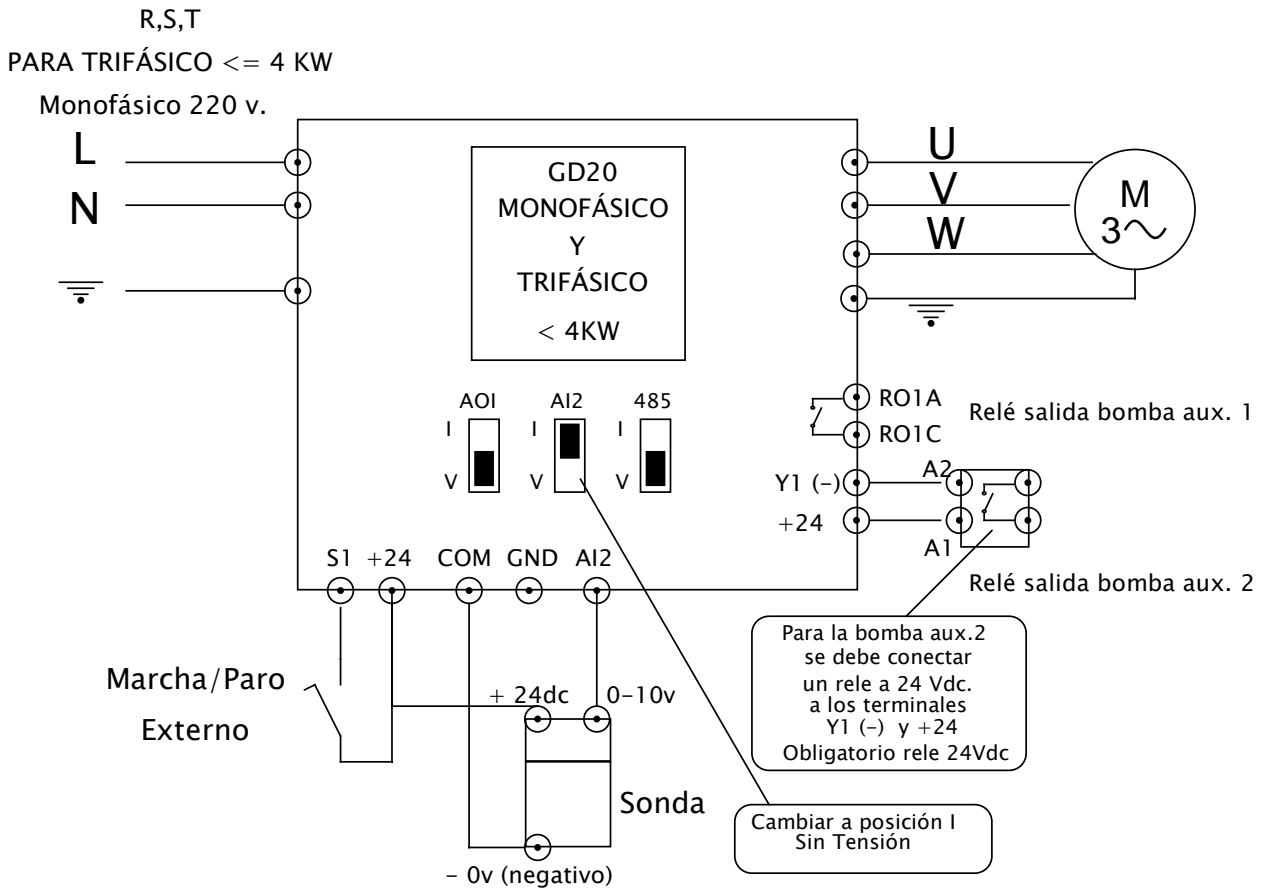 R,S,T
PARA TRIFÁSICO <= 4 KW
Monofásico 220 v.
L
N
GD20
MONOFÁSICO
Y
TRIFÁSICO
< 4KW
U
V
W
M
3
AOI
AI2
485
I
I
I
V
V
V
RO1A
RO1C
Relé salida bomba aux. 1
Y1 (-)
+24
A2
A1
Relé salida bomba aux. 2
S1
+24
COM
GND
AI2
Marcha/Paro
Externo
+ 24dc
0-10v
Sonda
- 0v (negativo)
Para la bomba aux.2
se debe conectar
un rele a 24 Vdc.
a los terminales
Y1 (-) y +24
Obligatorio rele 24Vdc
Cambiar a posición I
Sin Tensión